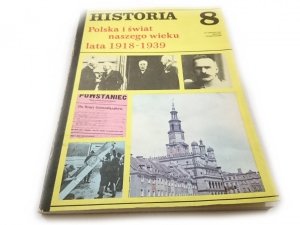 HISTORIA 8
Polska i świat
naszego wieku
lata 1918-1939
POWSTANIEC